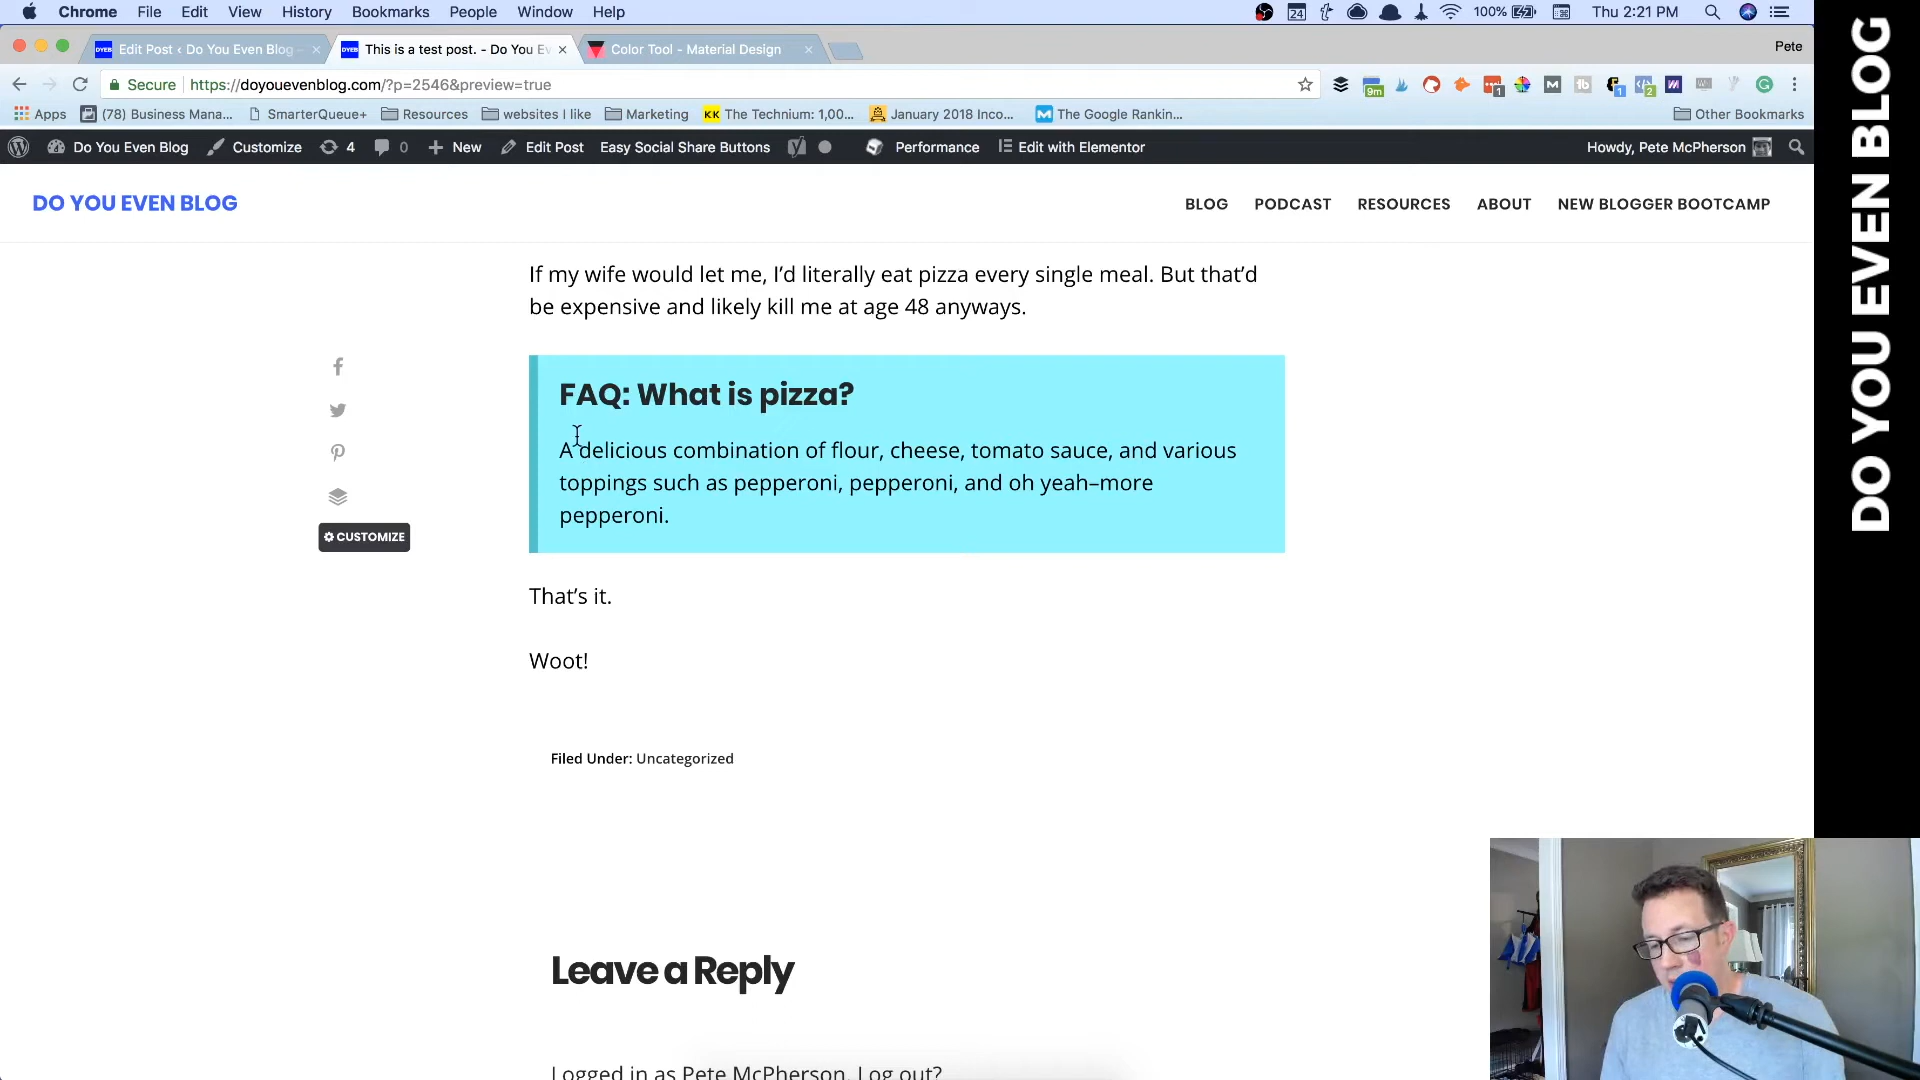 Chrome File Edit View History Bookmarks People Window Help
24 100% Thu 2:21 PM
Edit Post ‹ Do You Even Blog –
This is a test post. - Do You Ev
Color Tool - Material Design
Pete
Secure https://doyouevenblog.com/?p=2546&preview=true
9m 1 M 1 2
Apps (78) Business Mana... SmarterQueue+ Resources websites I like Marketing KK The Technium: 1,00... January 2018 Inco... The Google Rankin... Other Bookmarks
Do You Even Blog Customize 4 0 New Edit Post Easy Social Share Buttons Performance Edit with Elementor Howdy, Pete McPherson
DO YOU EVEN BLOG
BLOG PODCAST RESOURCES ABOUT NEW BLOGGER BOOTCAMP
If my wife would let me, I’d literally eat pizza every single meal. But that’d
be expensive and likely kill me at age 48 anyways.
FAQ: What is pizza?
A delicious combination of flour, cheese, tomato sauce, and various
toppings such as pepperoni, pepperoni, and oh yeah–more
pepperoni.
CUSTOMIZE
That’s it.
Woot!
Filed Under: Uncategorized
Leave a Reply
Logged in as Pete McPherson. Log out?
DO YOU EVEN BLOG